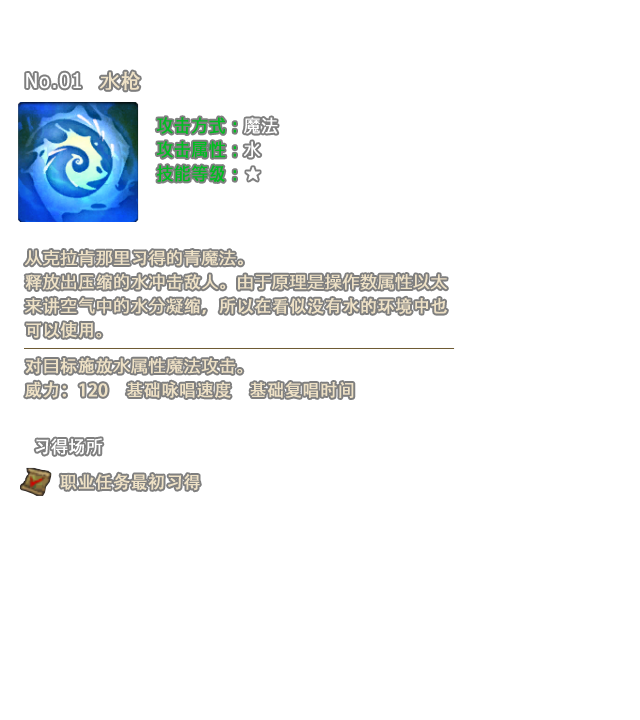 No.01 水枪
攻击方式：魔法
攻击属性：水
技能等级：★
从克拉肯那里习得的青魔法。
释放出压缩的水冲击敌人。由于原理是操作数属性以太
来讲空气中的水分凝缩，所以在看似没有水的环境中也
可以使用。
对目标施放水属性魔法攻击。
威力：120 基础咏唱速度 基础复唱时间
习得场所
职业任务最初习得